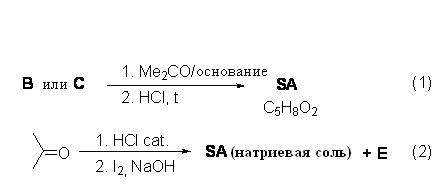 B или C 1. Me2CO/основание 2. HCl, t SA C5H8O2 (1)
=O 1. HCl cat. 2. I2, NaOH SA (натриевая соль) + E (2)